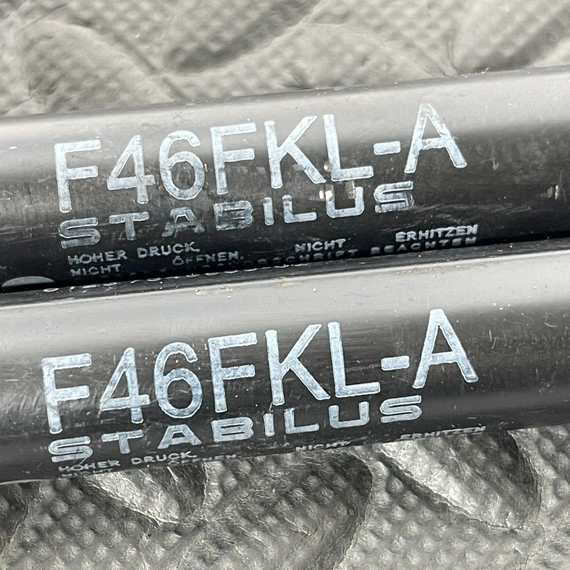 F46FKL-A
STABILUS
HOHER DRUCK NICHT ERHITZEN
NICHT ÖFFNEN
F46FKL-A
STABILUS
HOHER DRUCK NICHT ERHITZEN